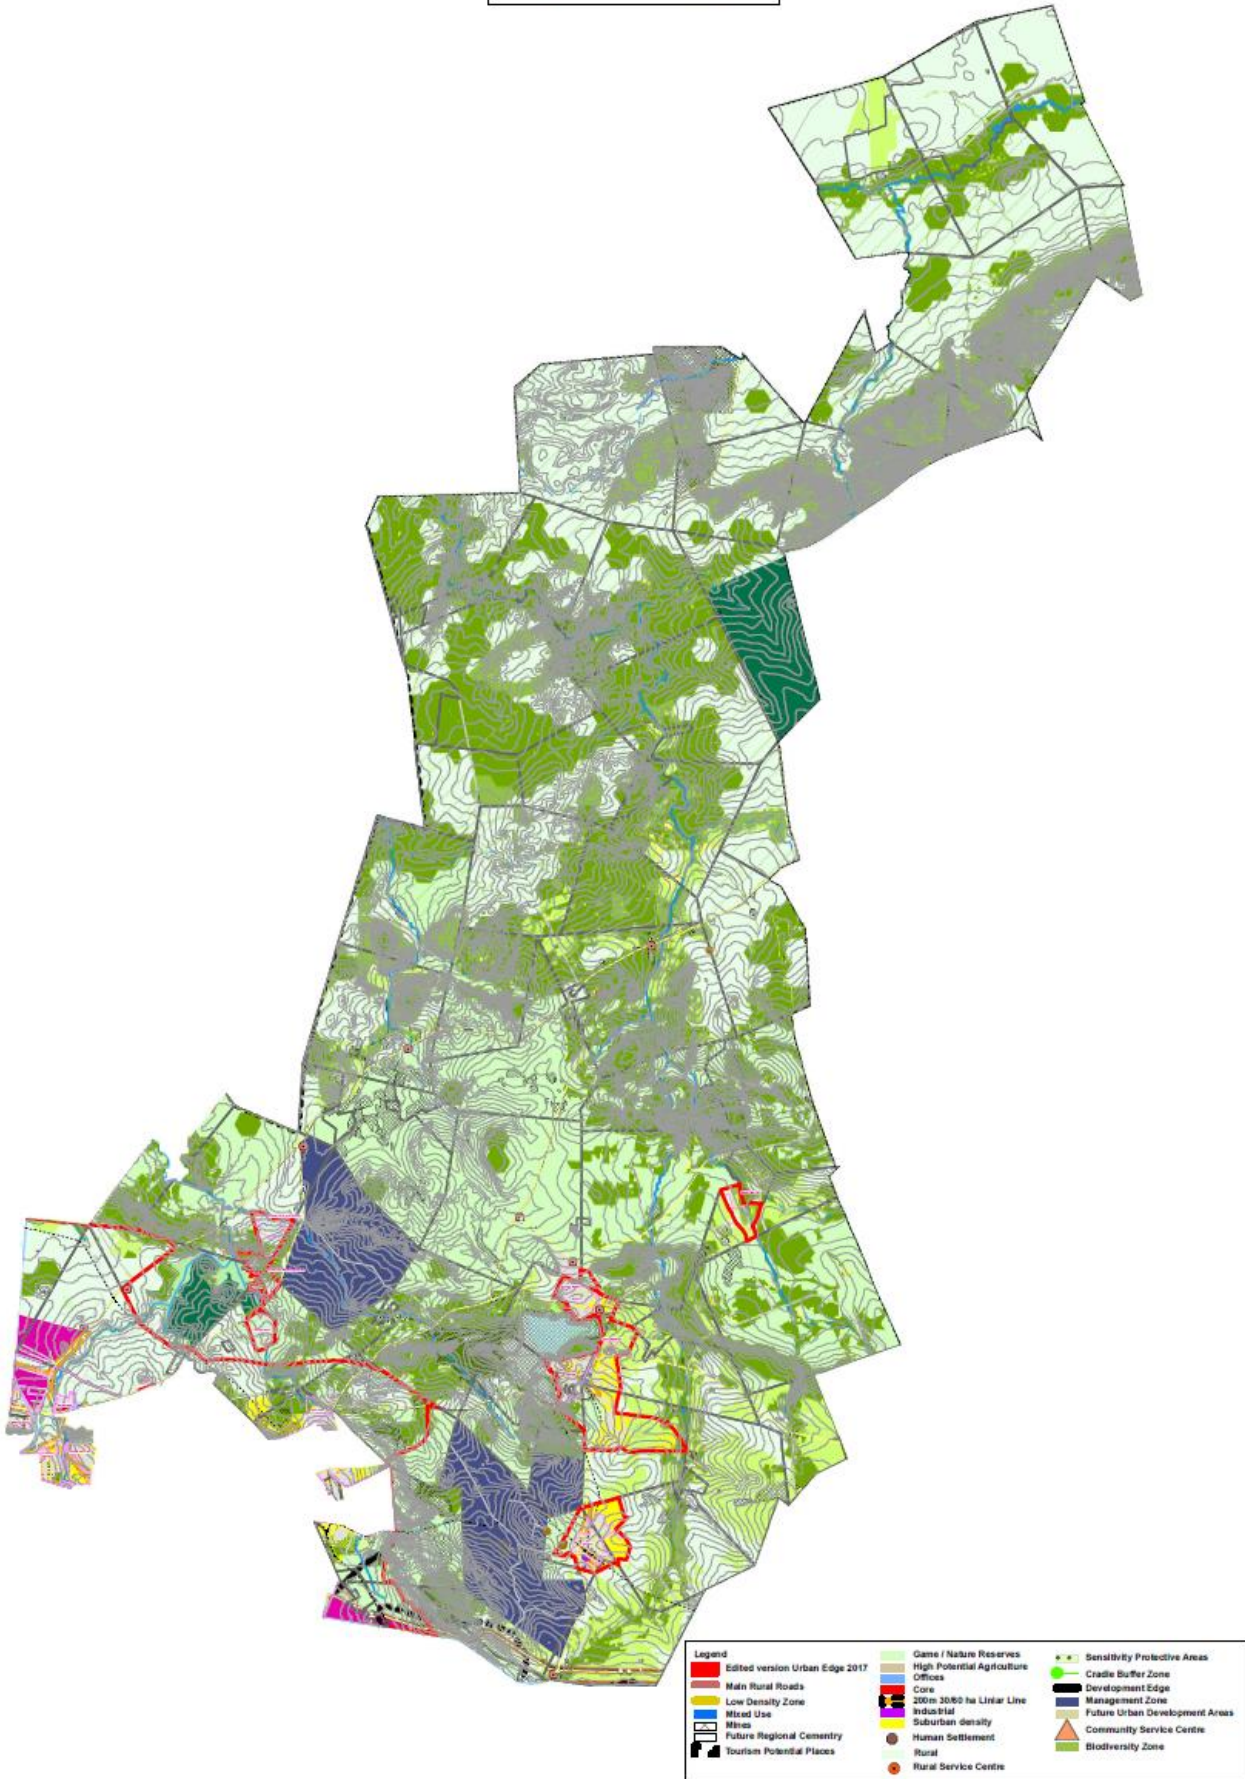 Legend
Edited version Urban Edge 2017
Main Rural Roads
Low Density Zone
Mixed Use
Mines
Future Regional Cementry
Tourism Potential Places
Game / Nature Reserves
High Potential Agriculture
Offices
Core
200m 30/60 ha Liniar Line
Industrial
Suburban density
Human Settlement
Rural
Rural Service Centre
Sensitivity Protective Areas
Cradle Buffer Zone
Development Edge
Management Zone
Future Urban Development Areas
Community Service Centre
Biodiversity Zone